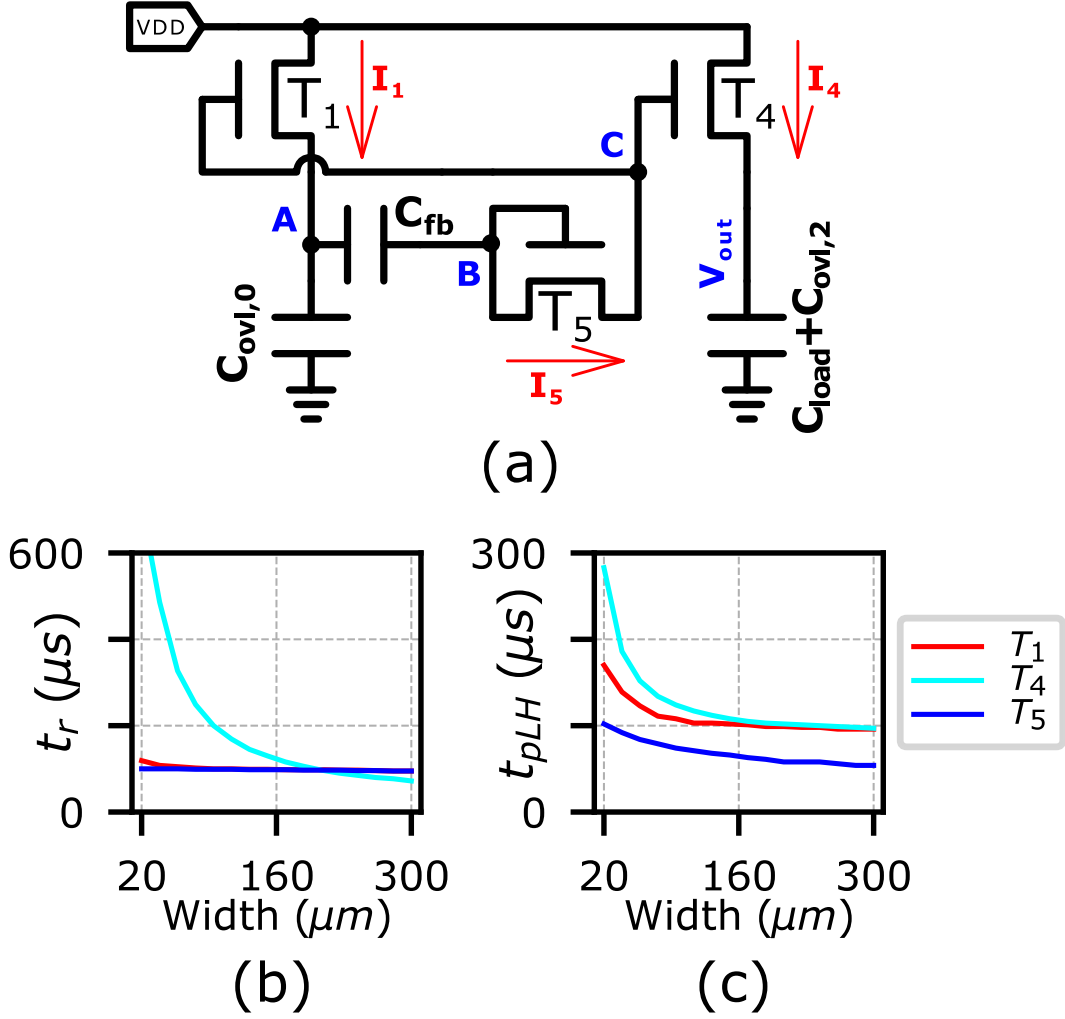 VDD
T1
I1
T4
I4
C
A
Cfb
B
Vout
Covl,0
T5
I5
Cload+Covl,2
(a)
600
0
tr (μs)
20 160 300
Width (μm)
(b)
300
0
tpLH (μs)
20 160 300
Width (μm)
(c)
T1
T4
T5